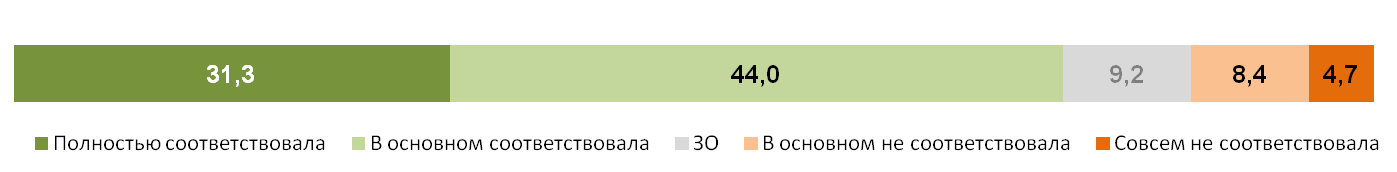 31,3 44,0 9,2 8,4 4,7
Полностью соответствовала В основном соответствовала ЗО В основном не соответствовала Совсем не соответствовала